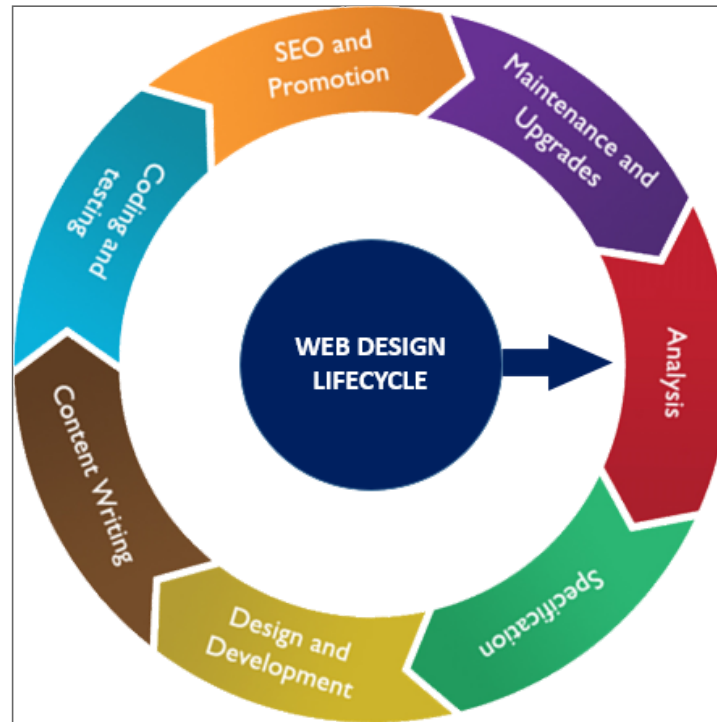 WEB DESIGN
LIFECYCLE
Analysis
Specification
Design and
Development
Content Writing
Coding and
testing
SEO and
Promotion
Maintenance and
Upgrades